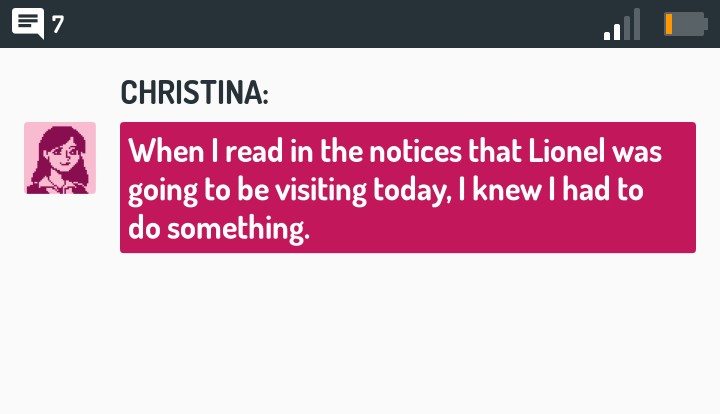 7
CHRISTINA:
When I read in the notices that Lionel was
going to be visiting today, I knew I had to
do something.